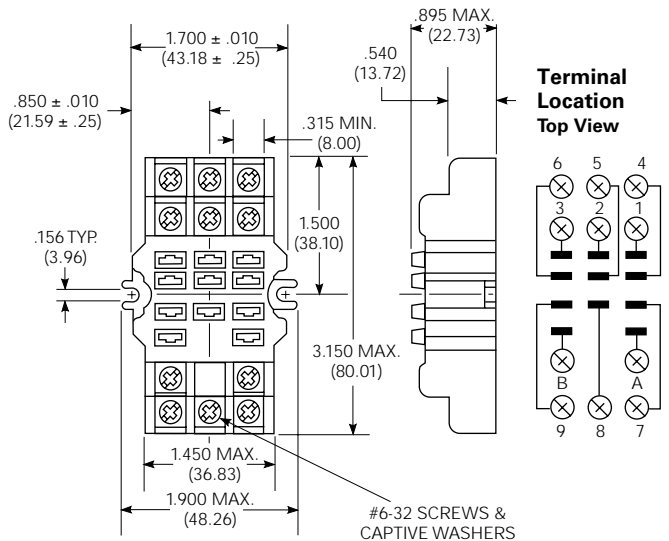 1.700 ± .010
(43.18 ± .25)
.850 ± .010
(21.59 ± .25)
.315 MIN.
(8.00)
.156 TYP.
(3.96)
1.500
(38.10)
3.150 MAX.
(80.01)
1.450 MAX.
(36.83)
1.900 MAX.
(48.26)
#6-32 SCREWS &
CAPTIVE WASHERS
.895 MAX.
(22.73)
.540
(13.72)
Terminal
Location
Top View
6 5 4
3 2 1
B A
9 8 7